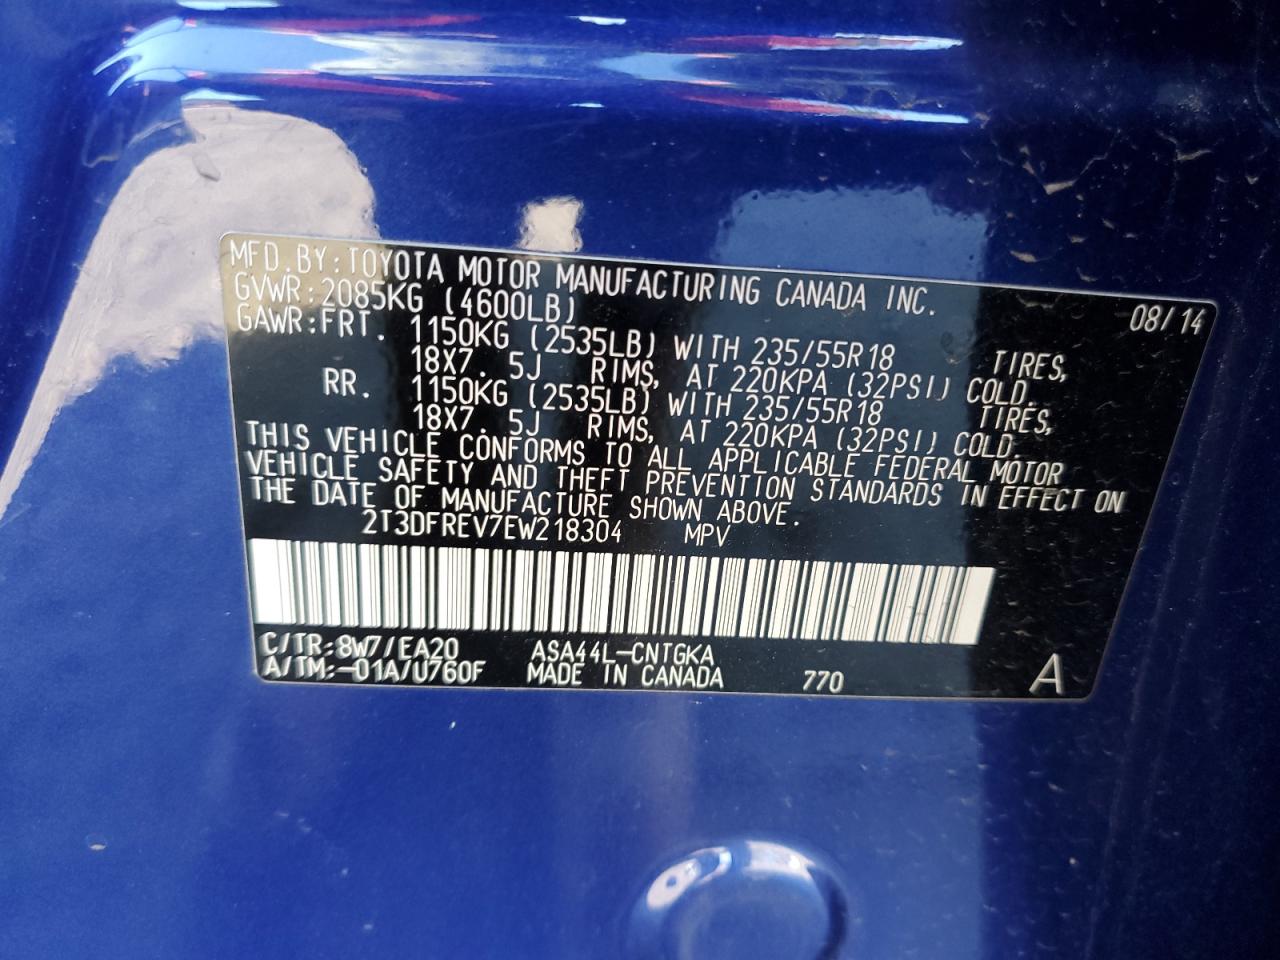 MFD.BY:TOYOTA MOTOR MANUFACTURING CANADA INC. 08/14
GVWR:2085KG (4600LB)
GAWR:FRT. 1150KG (2535LB) WITH 235/55R18 TIRES,
18X7.5J RIMS, AT 220KPA (32PSI) COLD.
RR. 1150KG (2535LB) WITH 235/55R18 TIRES,
18X7.5J RIMS, AT 220KPA (32PSI) COLD.
THIS VEHICLE CONFORMS TO ALL APPLICABLE FEDERAL MOTOR
VEHICLE SAFETY AND THEFT PREVENTION STANDARDS IN EFFECT ON
THE DATE OF MANUFACTURE SHOWN ABOVE.
2T3DFREV7EW218304 MPV
C/TR:8W7/EA20 ASA44L-CNTGKA
A/TM:-01A/U760F MADE IN CANADA 770 A